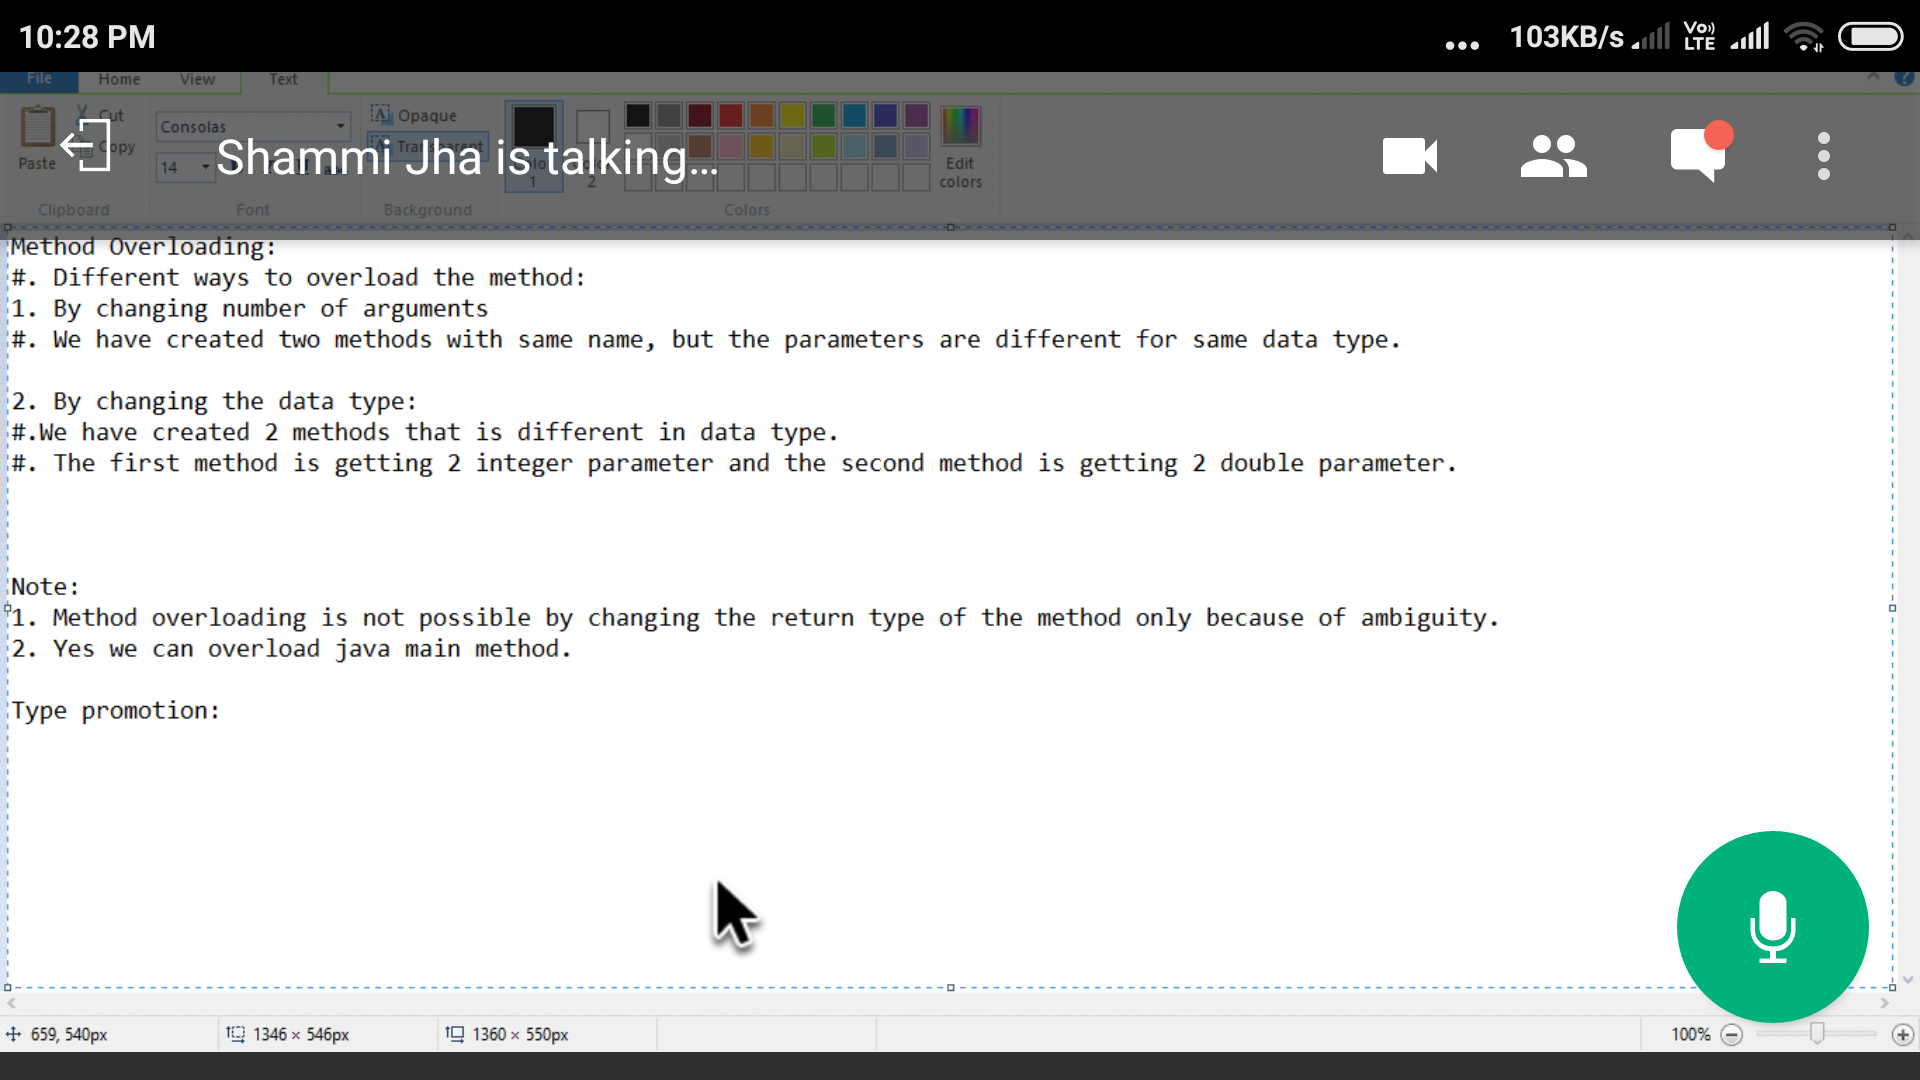 10:28 PM
... 103KB/s Vo) LTE
File Home View Text
Paste Cut Copy
Consolas
14
Opaque
Transparent
Shammi Jha is talking...
1 2
Edit colors
Clipboard Font Background Colors
Method Overloading:
#. Different ways to overload the method:
1. By changing number of arguments
#. We have created two methods with same name, but the parameters are different for same data type.
2. By changing the data type:
#.We have created 2 methods that is different in data type.
#. The first method is getting 2 integer parameter and the second method is getting 2 double parameter.
Note:
1. Method overloading is not possible by changing the return type of the method only because of ambiguity.
2. Yes we can overload java main method.
Type promotion:
659, 540px 1346 × 546px 1360 × 550px 100%